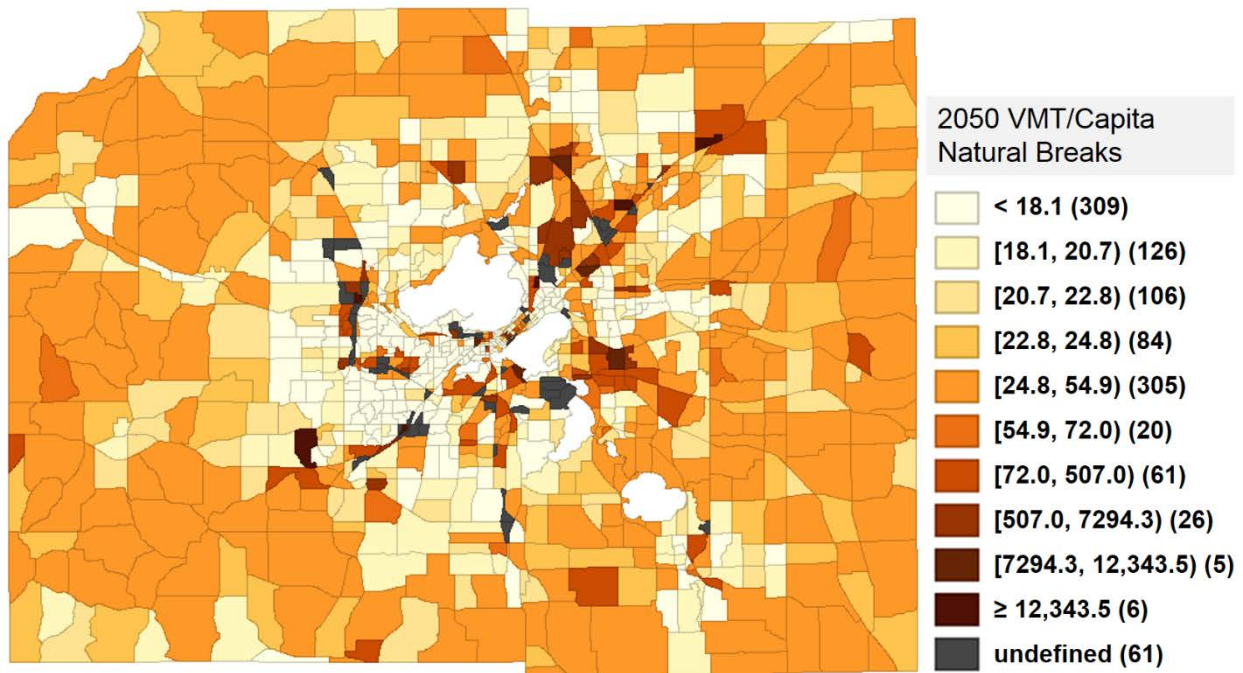 2050 VMT/Capita
Natural Breaks
< 18.1 (309)
[18.1, 20.7) (126)
[20.7, 22.8) (106)
[22.8, 24.8) (84)
[24.8, 54.9) (305)
[54.9, 72.0) (20)
[72.0, 507.0) (61)
[507.0, 7294.3) (26)
[7294.3, 12,343.5) (5)
≥ 12,343.5 (6)
undefined (61)